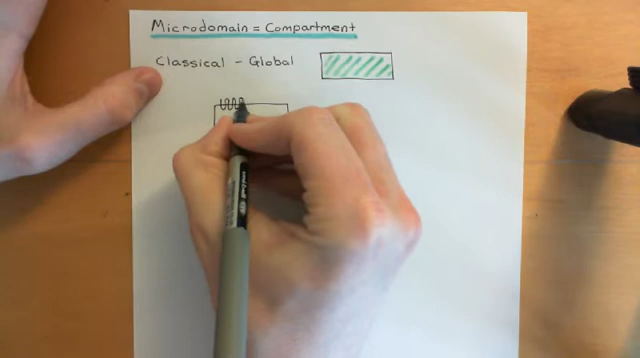 Microdomain = Compartment
Classical - Global